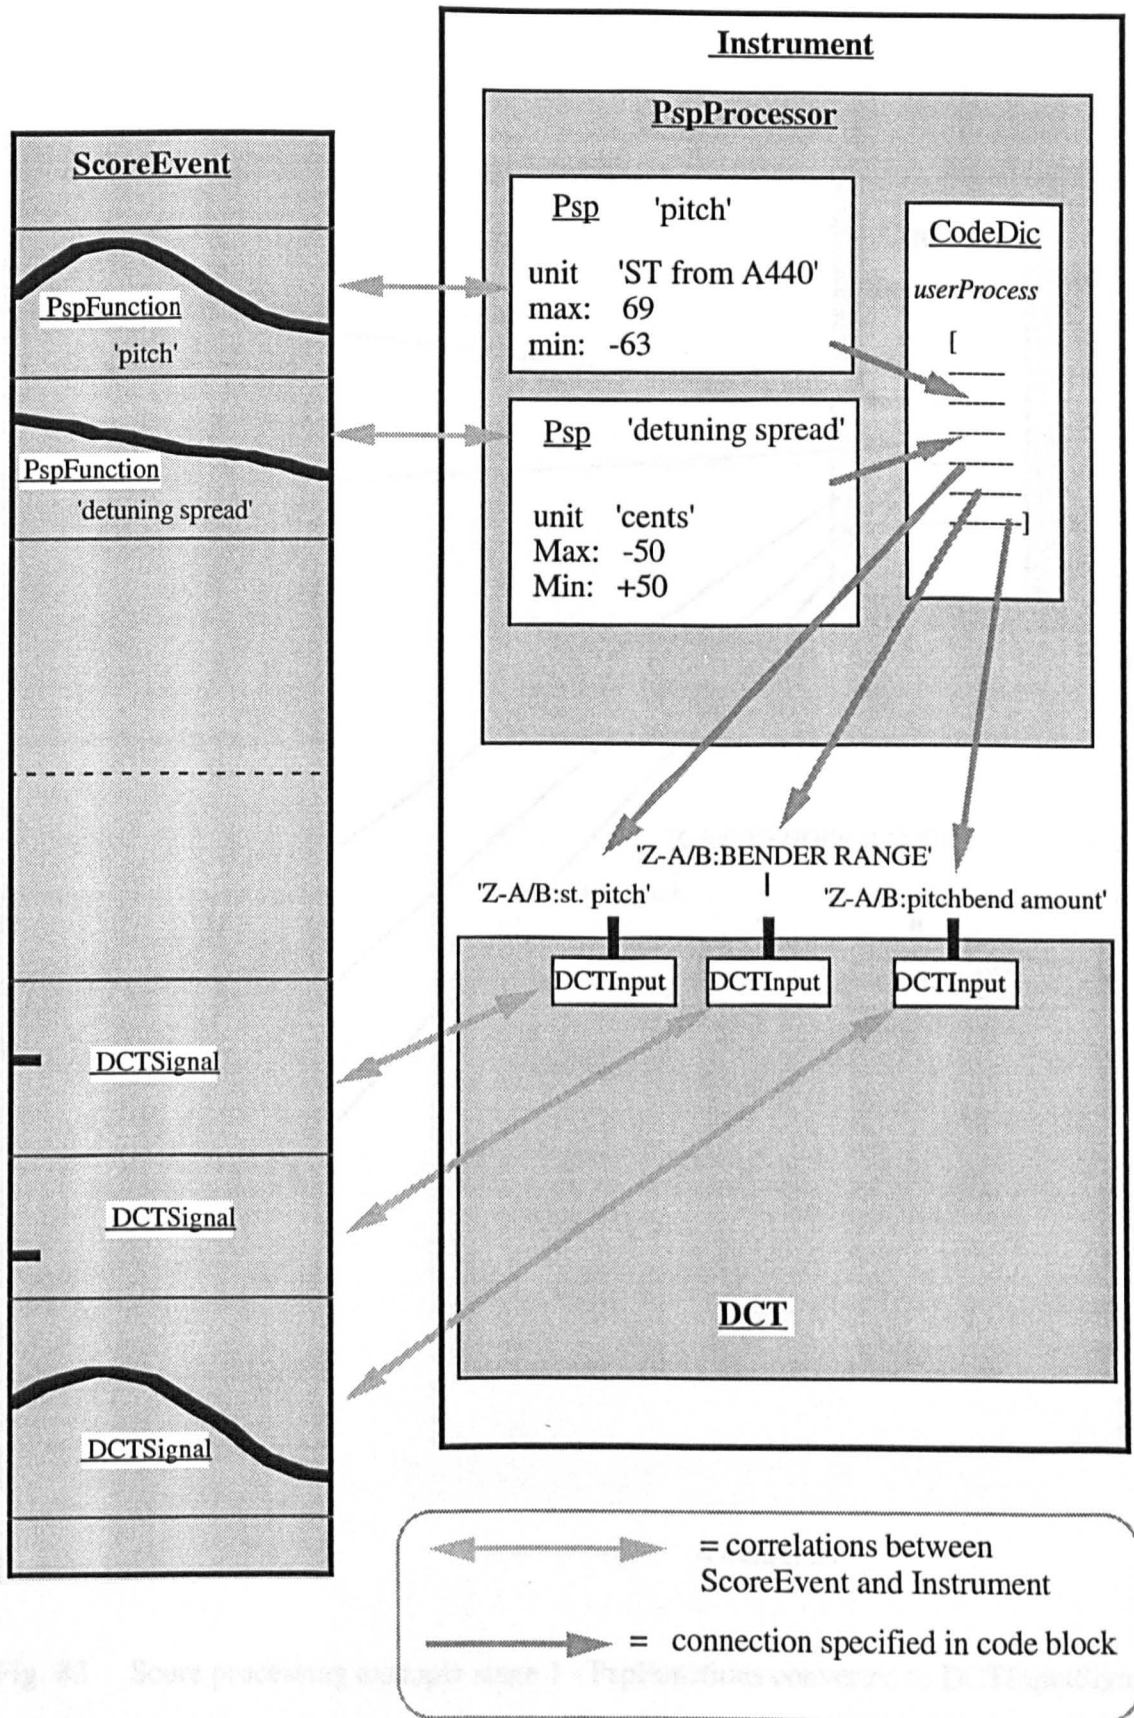 Instrument
PspProcessor
ScoreEvent
Psp 'pitch'
unit 'ST from A440'
max: 69
min: -63
CodeDic
userProcess
[
------
------
------
------
------
------]
PspFunction
'pitch'
Psp 'detuning spread'
unit 'cents'
Max: -50
Min: +50
PspFunction
'detuning spread'
'Z-A/B:BENDER RANGE'
'Z-A/B:st. pitch'
'Z-A/B:pitchbend amount'
DCTInput
DCTInput
DCTInput
DCTSignal
DCTSignal
DCT
DCTSignal
= correlations between
ScoreEvent and Instrument
= connection specified in code block